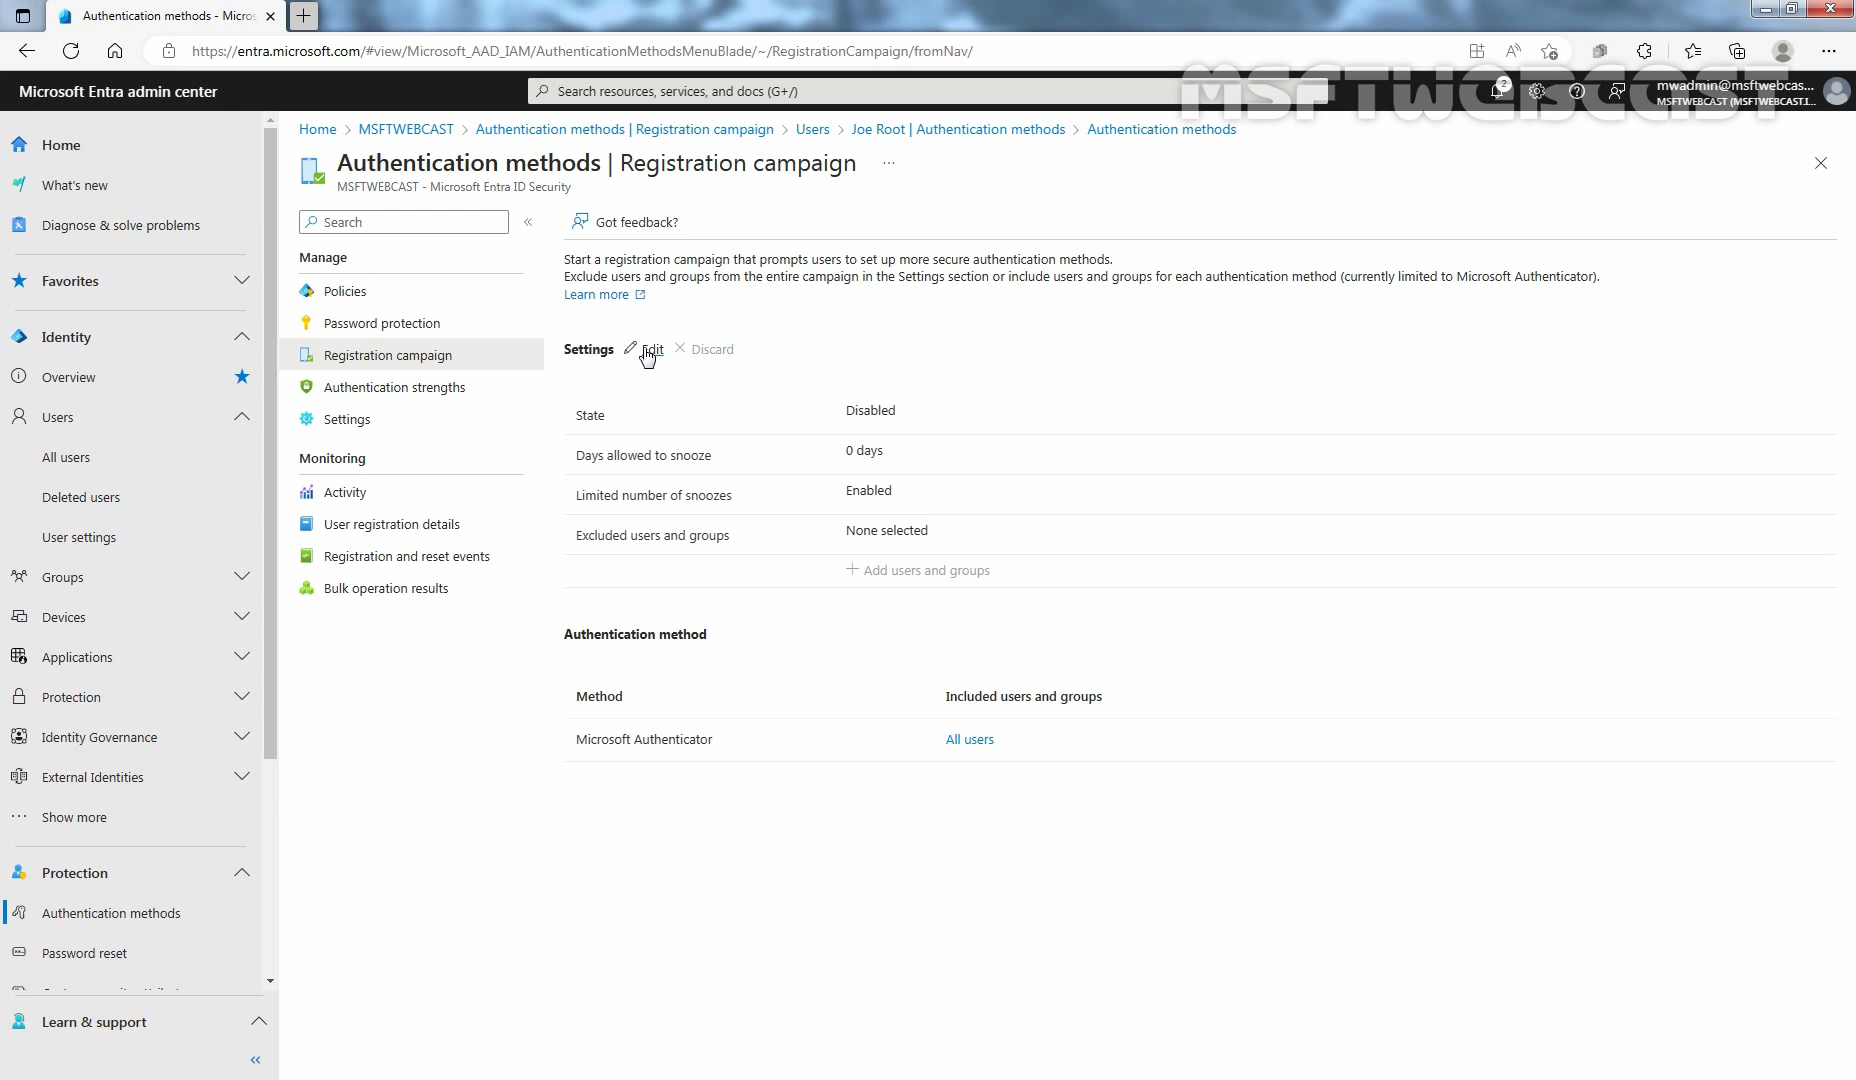 Authentication methods - Micros
https://entra.microsoft.com/#view/Microsoft_AAD_IAM/AuthenticationMethodsMenuBlade/~/RegistrationCampaign/fromNav/
Microsoft Entra admin center
Search resources, services, and docs (G+/)
MSFTWEBCAST
2
mwadmin@msftwebcas...
MSFTWEBCAST (MSFTWEBCAST.I...
Home > MSFTWEBCAST > Authentication methods | Registration campaign > Users > Joe Root | Authentication methods > Authentication methods
Authentication methods | Registration campaign ...
MSFTWEBCAST - Microsoft Entra ID Security
Home
What's new
Diagnose & solve problems
Favorites
Identity
Overview
Users
All users
Deleted users
User settings
Groups
Devices
Applications
Protection
Identity Governance
External Identities
Show more
Protection
Authentication methods
Password reset
Learn & support
Search
Manage
Policies
Password protection
Registration campaign
Authentication strengths
Settings
Monitoring
Activity
User registration details
Registration and reset events
Bulk operation results
Got feedback?
Start a registration campaign that prompts users to set up more secure authentication methods.
Exclude users and groups from the entire campaign in the Settings section or include users and groups for each authentication method (currently limited to Microsoft Authenticator).
Learn more
Settings Edit Discard
State Disabled
Days allowed to snooze 0 days
Limited number of snoozes Enabled
Excluded users and groups None selected
+ Add users and groups
Authentication method
Method Included users and groups
Microsoft Authenticator All users